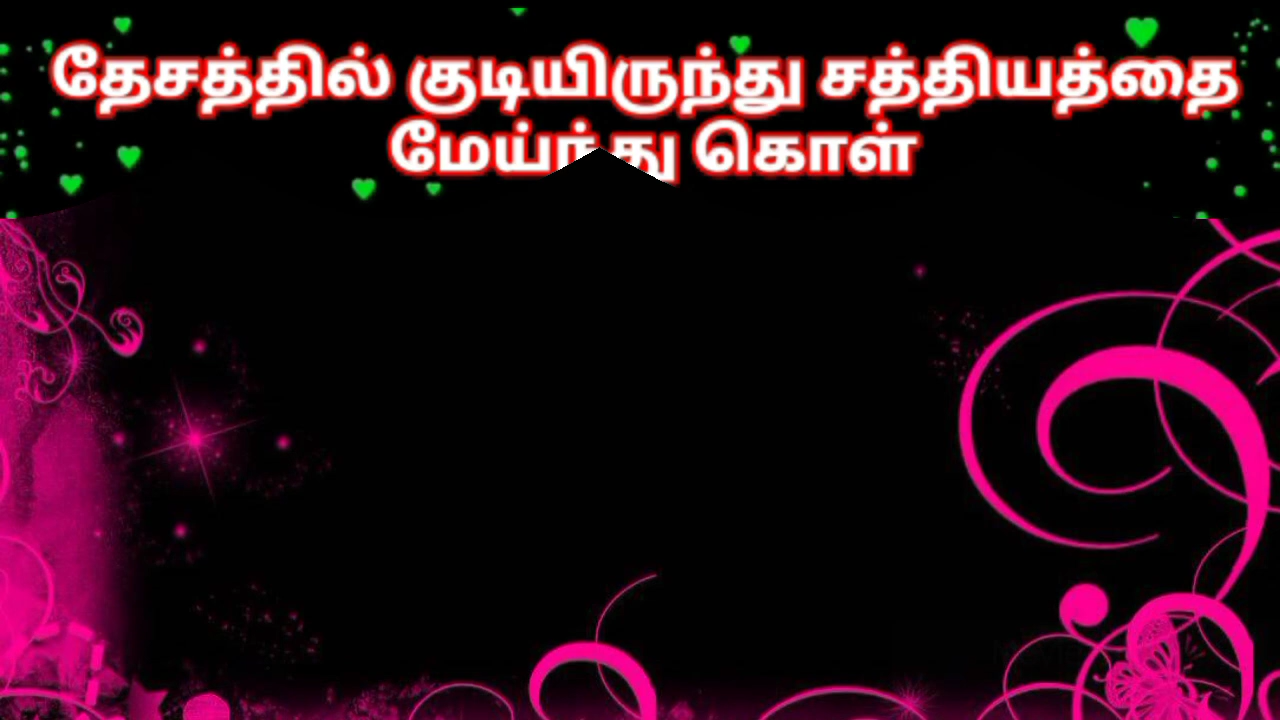 தேசத்தில் குடியிருந்து சத்தியத்தை
மேய்ந்து கொள்